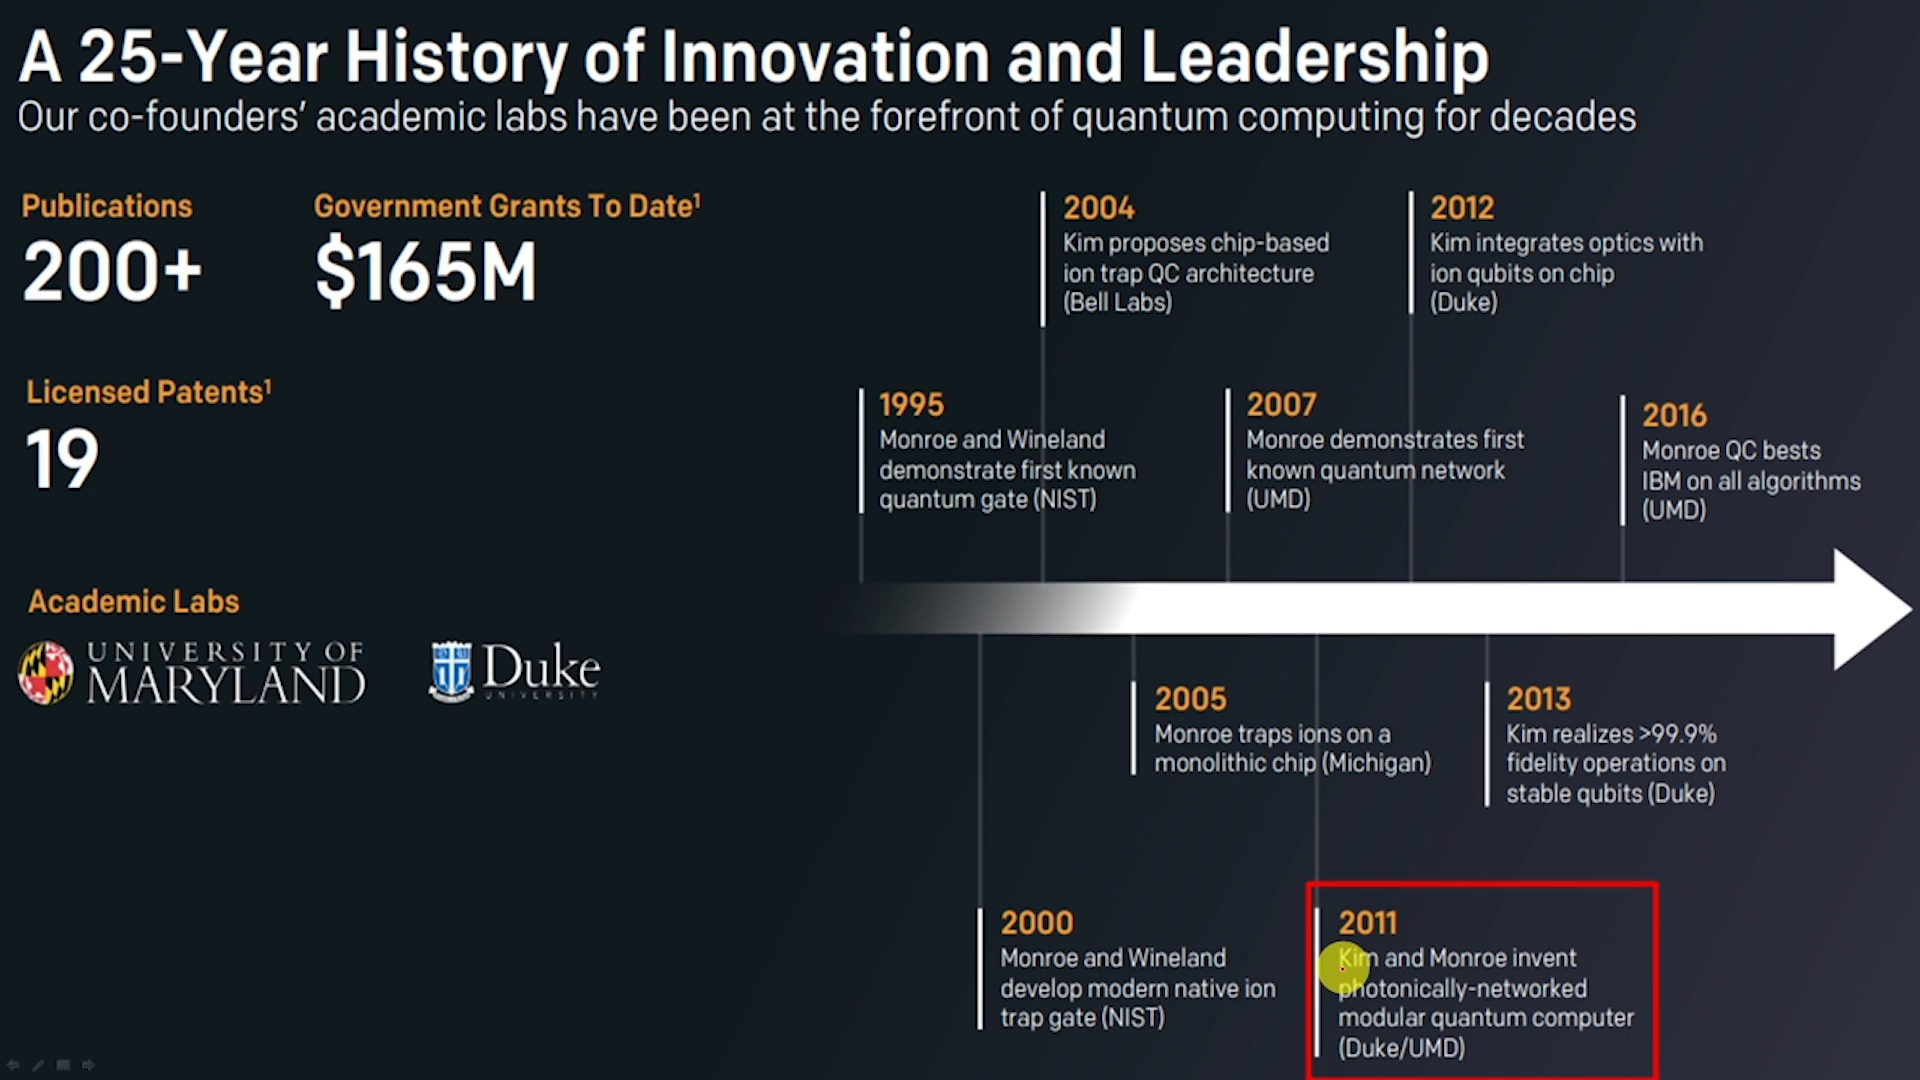 A 25-Year History of Innovation and Leadership
Our co-founders' academic labs have been at the forefront of quantum computing for decades
Publications
200+
Government Grants To Date¹
$165M
Licensed Patents¹
19
Academic Labs
UNIVERSITY OF
MARYLAND
Duke
UNIVERSITY
2004
Kim proposes chip-based
ion trap QC architecture
(Bell Labs)
2012
Kim integrates optics with
ion qubits on chip
(Duke)
1995
Monroe and Wineland
demonstrate first known
quantum gate (NIST)
2007
Monroe demonstrates first
known quantum network
(UMD)
2016
Monroe QC bests
IBM on all algorithms
(UMD)
2005
Monroe traps ions on a
monolithic chip (Michigan)
2013
Kim realizes >99.9%
fidelity operations on
stable qubits (Duke)
2000
Monroe and Wineland
develop modern native ion
trap gate (NIST)
2011
Kim and Monroe invent
photonically-networked
modular quantum computer
(Duke/UMD)